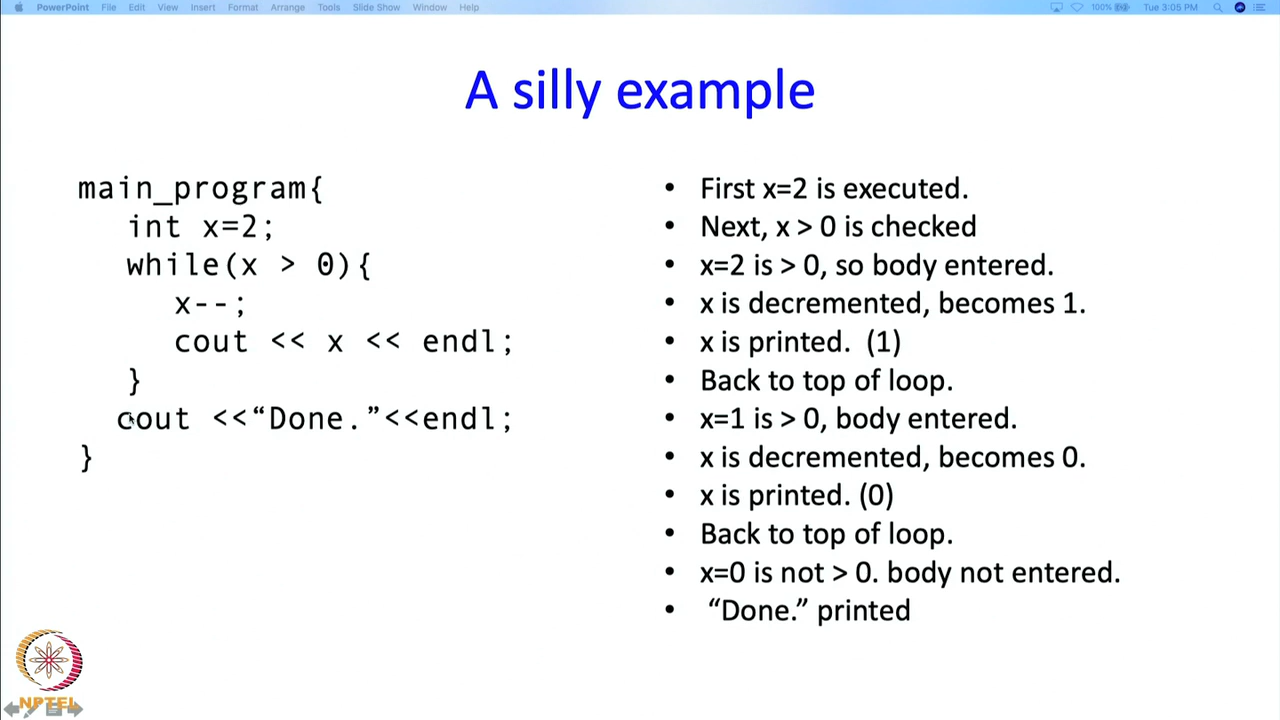 PowerPoint File Edit View Insert Format Arrange Tools Slide Show Window Help 100% Tue 3:05 PM
A silly example
main_program{
int x=2;
while(x > 0){
x--;
cout << x << endl;
}
cout <<“Done.”<<endl;
}
• First x=2 is executed.
• Next, x > 0 is checked
• x=2 is > 0, so body entered.
• x is decremented, becomes 1.
• x is printed. (1)
• Back to top of loop.
• x=1 is > 0, body entered.
• x is decremented, becomes 0.
• x is printed. (0)
• Back to top of loop.
• x=0 is not > 0. body not entered.
• “Done.” printed
NPTEL